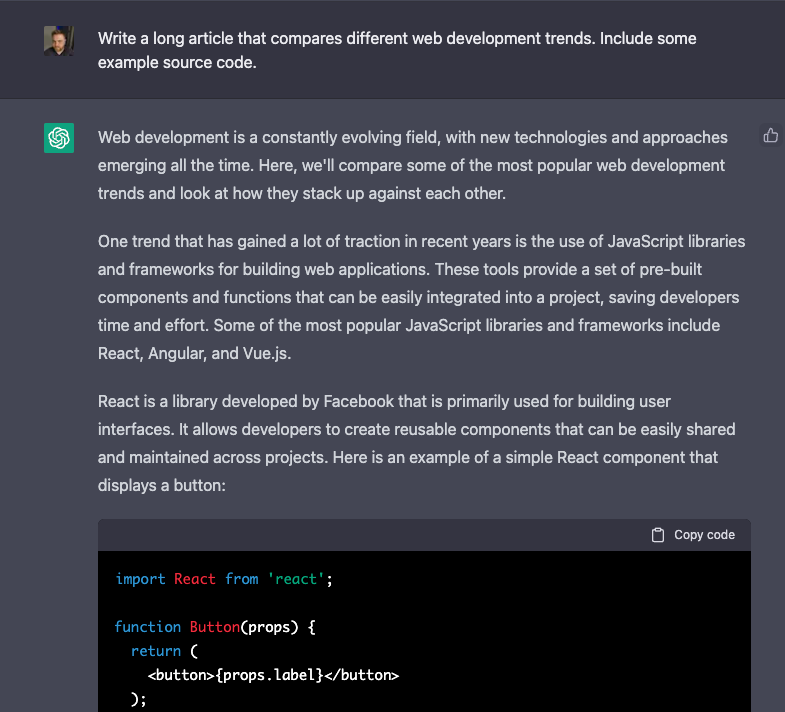 Write a long article that compares different web development trends. Include some
example source code.
Web development is a constantly evolving field, with new technologies and approaches
emerging all the time. Here, we'll compare some of the most popular web development
trends and look at how they stack up against each other.
One trend that has gained a lot of traction in recent years is the use of JavaScript libraries
and frameworks for building web applications. These tools provide a set of pre-built
components and functions that can be easily integrated into a project, saving developers
time and effort. Some of the most popular JavaScript libraries and frameworks include
React, Angular, and Vue.js.
React is a library developed by Facebook that is primarily used for building user
interfaces. It allows developers to create reusable components that can be easily shared
and maintained across projects. Here is an example of a simple React component that
displays a button:
Copy code
import React from 'react';
function Button(props) {
  return (
    <button>{props.label}</button>
  );